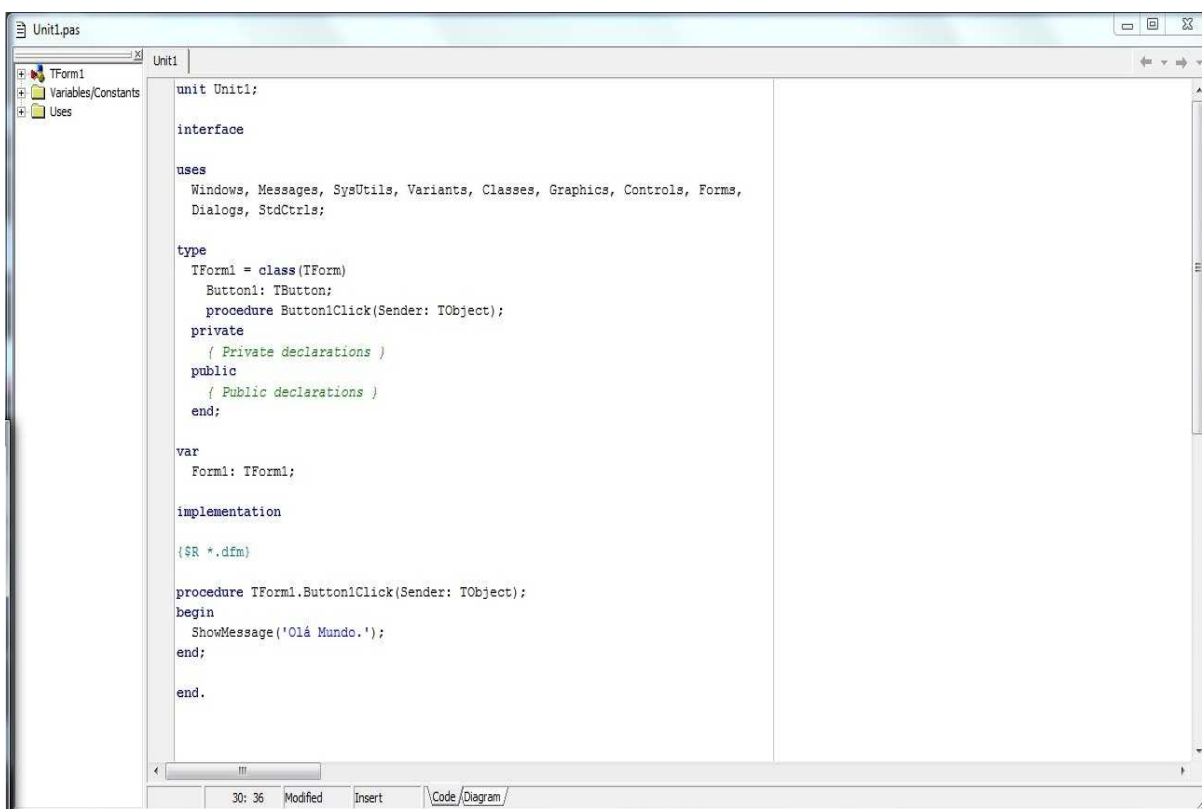 Unit1.pas
TForm1
Variables/Constants
Uses
Unit1
unit Unit1;
interface
uses
Windows, Messages, SysUtils, Variants, Classes, Graphics, Controls, Forms,
Dialogs, StdCtrls;
type
TForm1 = class(TForm)
Button1: TButton;
procedure Button1Click(Sender: TObject);
private
{ Private declarations }
public
{ Public declarations }
end;
var
Form1: TForm1;
implementation
{$R *.dfm}
procedure TForm1.Button1Click(Sender: TObject);
begin
ShowMessage('Olá Mundo.');
end;
end.
30: 36 Modified Insert Code Diagram